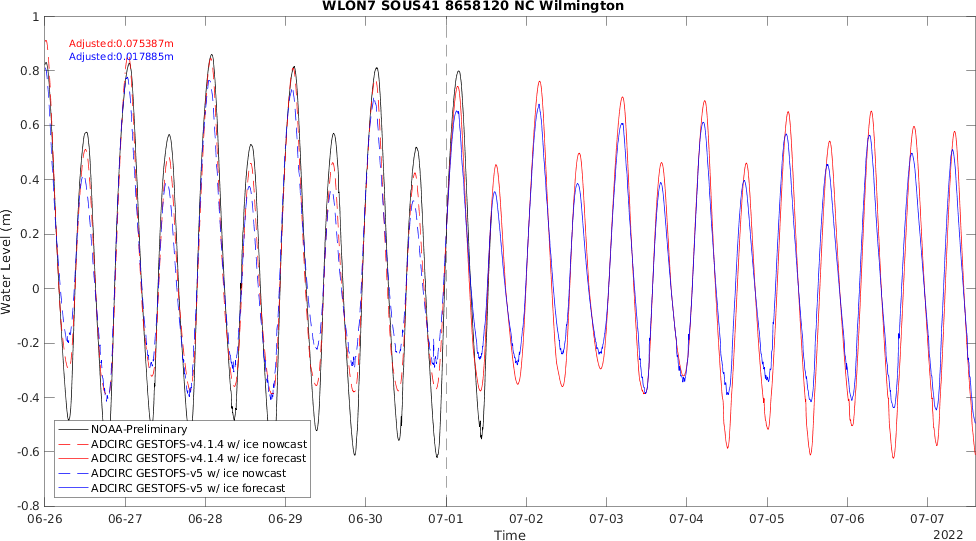 WLON7 SOUS41 8658120 NC Wilmington
Adjusted:0.075387m
Adjusted:0.017885m
1
0.8
0.6
0.4
0.2
0
-0.2
-0.4
-0.6
-0.8
Water Level (m)
NOAA-Preliminary
ADCIRC GESTOFS-v4.1.4 w/ ice nowcast
ADCIRC GESTOFS-v4.1.4 w/ ice forecast
ADCIRC GESTOFS-v5 w/ ice nowcast
ADCIRC GESTOFS-v5 w/ ice forecast
06-26 06-27 06-28 06-29 06-30 07-01 07-02 07-03 07-04 07-05 07-06 07-07
Time
2022